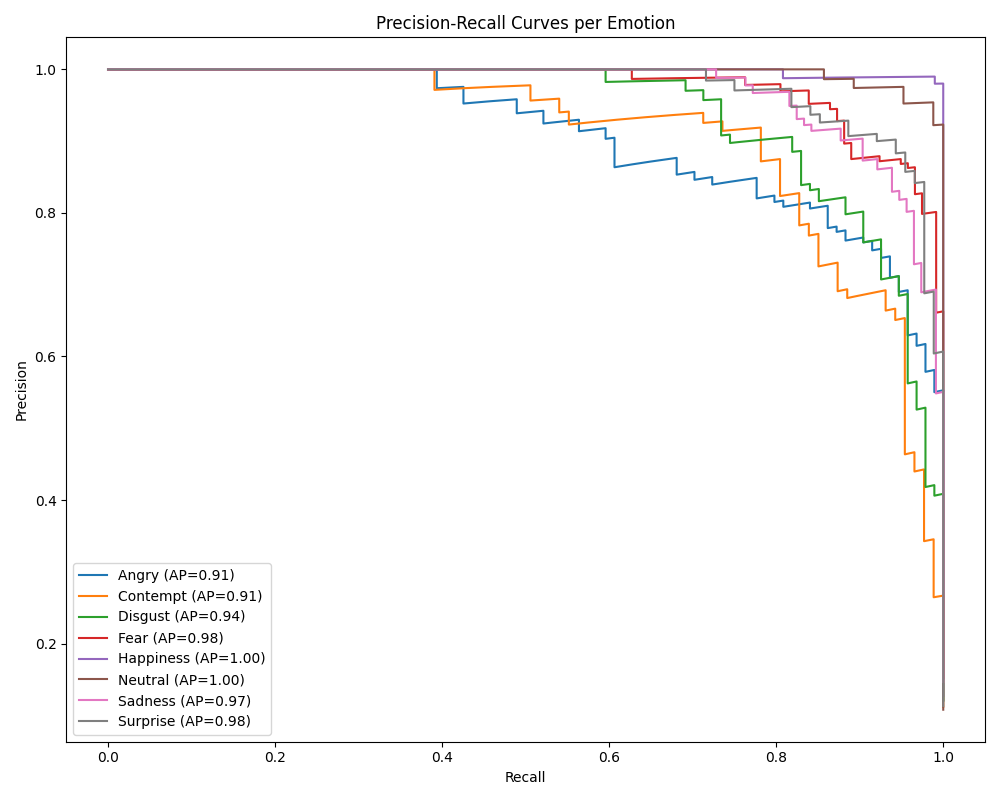 Precision-Recall Curves per Emotion
1.0
0.8
0.6
0.4
0.2
Precision
Angry (AP=0.91)
Contempt (AP=0.91)
Disgust (AP=0.94)
Fear (AP=0.98)
Happiness (AP=1.00)
Neutral (AP=1.00)
Sadness (AP=0.97)
Surprise (AP=0.98)
0.0 0.2 0.4 0.6 0.8 1.0
Recall